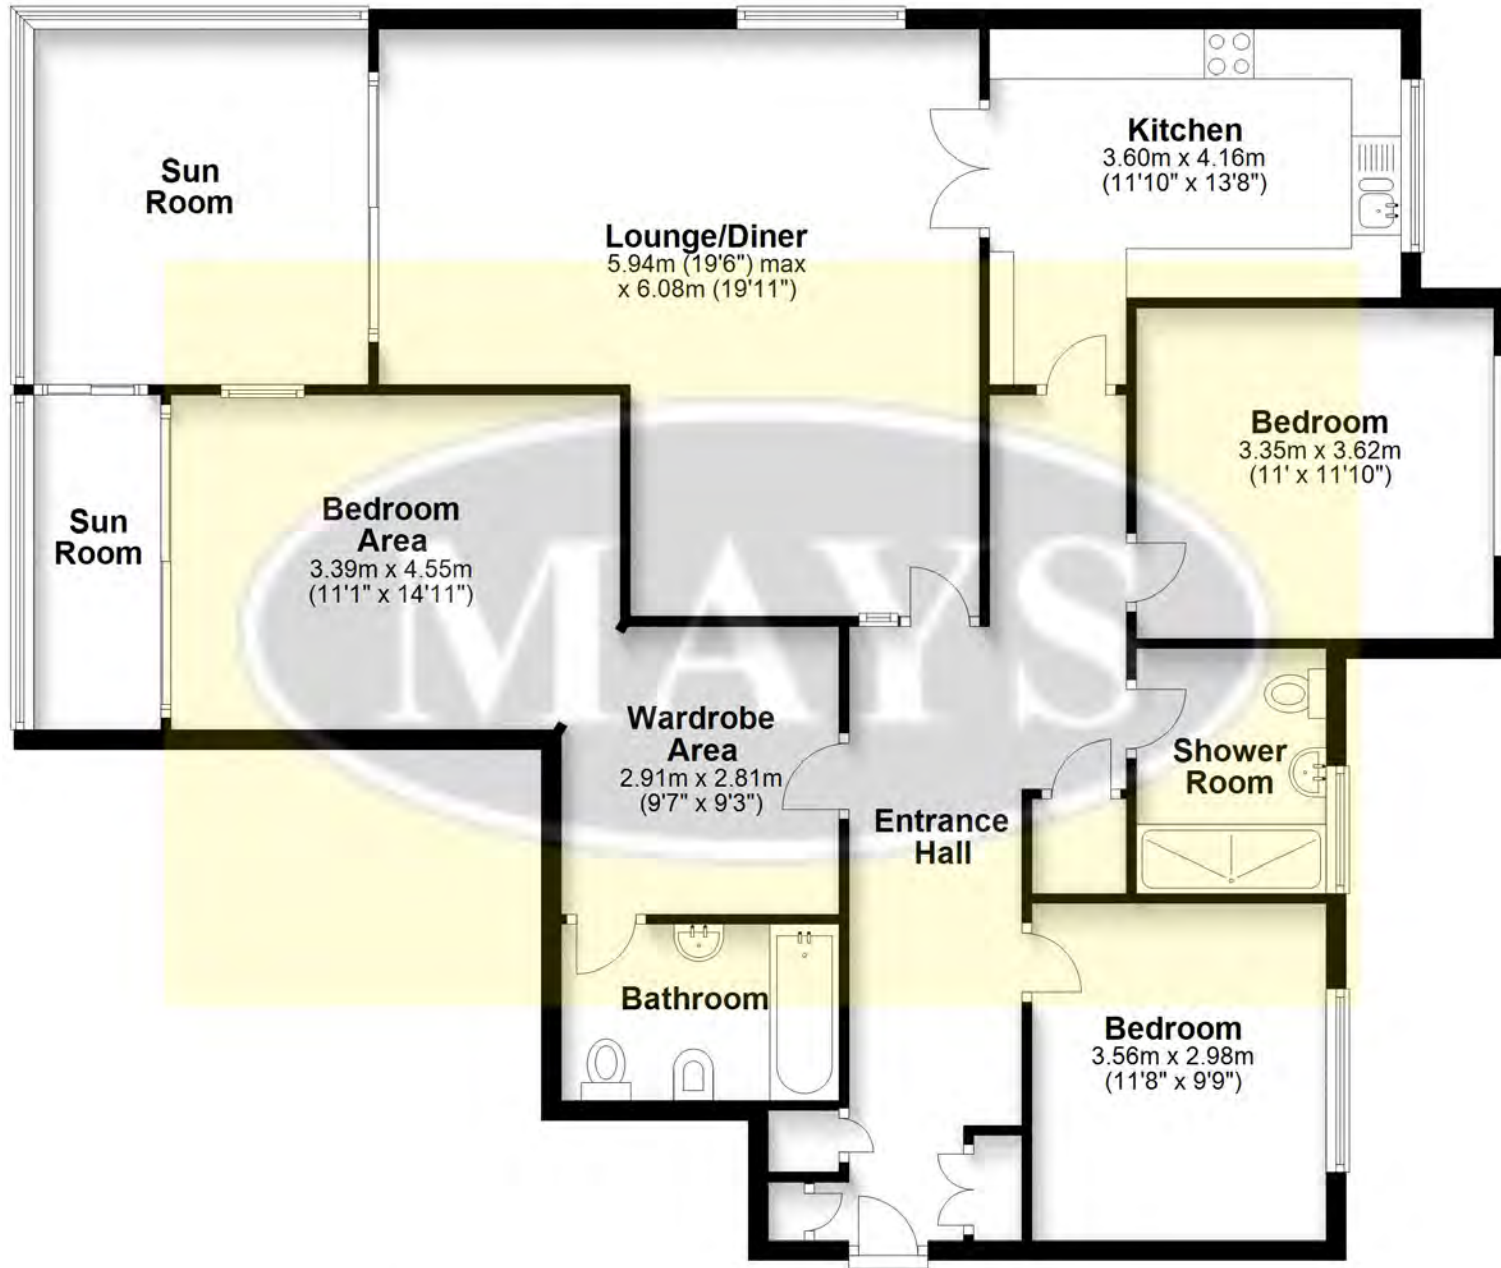 Sun
Room
Lounge/Diner
5.94m (19'6") max
x 6.08m (19'11")
Kitchen
3.60m x 4.16m
(11'10" x 13'8")
Bedroom
3.35m x 3.62m
(11' x 11'10")
Sun
Room
Bedroom
Area
3.39m x 4.55m
(11'1" x 14'11")
MAYS
Wardrobe
Area
2.91m x 2.81m
(9'7" x 9'3")
Shower
Room
Entrance
Hall
Bathroom
Bedroom
3.56m x 2.98m
(11'8" x 9'9")